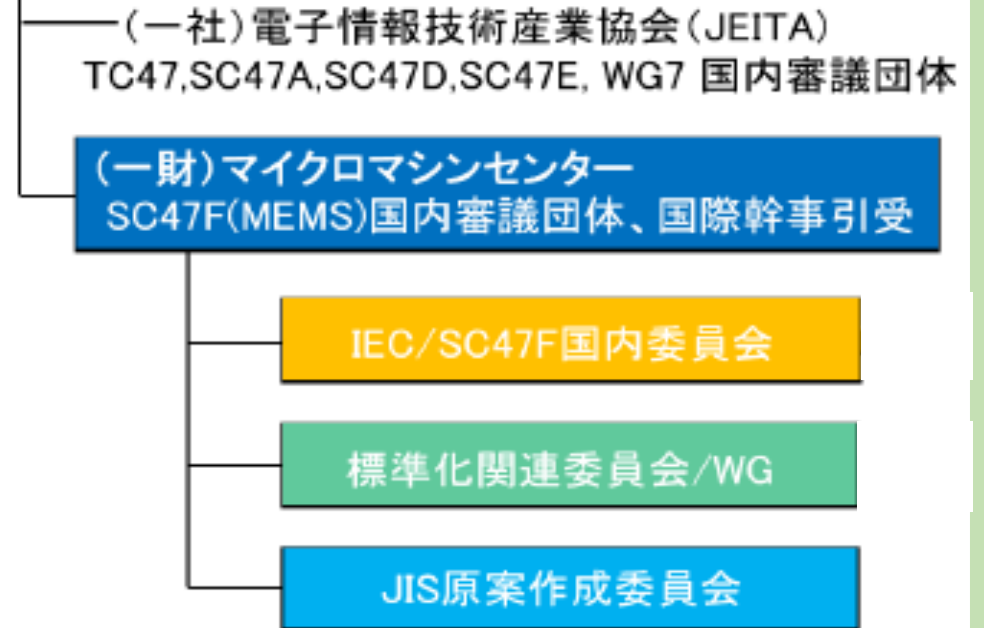 (一社)電子情報技術産業協会(JEITA)
TC47,SC47A,SC47D,SC47E, WG7 国内審議団体
(一財)マイクロマシンセンター
SC47F(MEMS)国内審議団体、国際幹事引受
IEC/SC47F国内委員会
標準化関連委員会/WG
JIS原案作成委員会